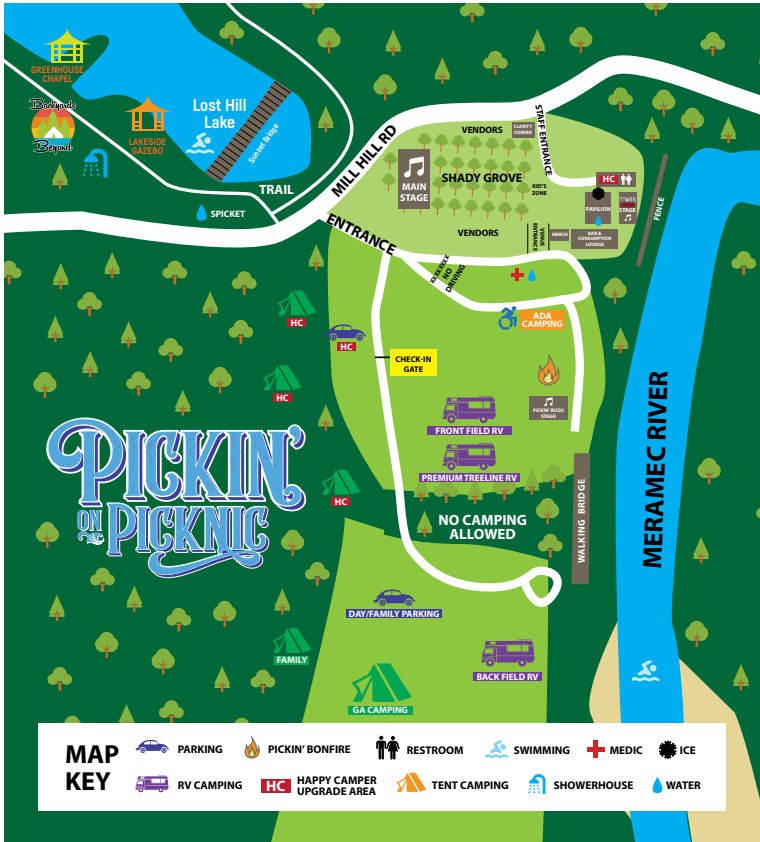 GREENHOUSE
CHAPEL
Backyards
Beyond
LAKESIDE
GAZEBO
Lost Hill
Lake
Sunset Bridge
TRAIL
SPICKET
MILL HILL RD
ENTRANCE
VENDORS
CLARITY
CORNER
STAFF ENTRANCE
MAIN
STAGE
SHADY GROVE
KID'S
ZONE
HC
PAVILION
STAGE
VENDORS
VENUE
ENTRANCE
MERCH
BAR &
CONSUMPTION
LOUNGE
FENCE
XXXXXXXX
NO
DRIVING
ADA
CAMPING
HC
HC
HC
HC
CHECK-IN
GATE
PICKIN' BUDS
STAGE
FRONT FIELD RV
PREMIUM TREELINE RV
PICKIN'
ON
PICKNIC
NO CAMPING
ALLOWED
WALKING BRIDGE
MERAMEC RIVER
DAY/FAMILY PARKING
FAMILY
BACK FIELD RV
GA CAMPING
MAP
KEY
PARKING
PICKIN' BONFIRE
RESTROOM
SWIMMING
MEDIC
ICE
RV CAMPING
HC
HAPPY CAMPER
UPGRADE AREA
TENT CAMPING
SHOWERHOUSE
WATER